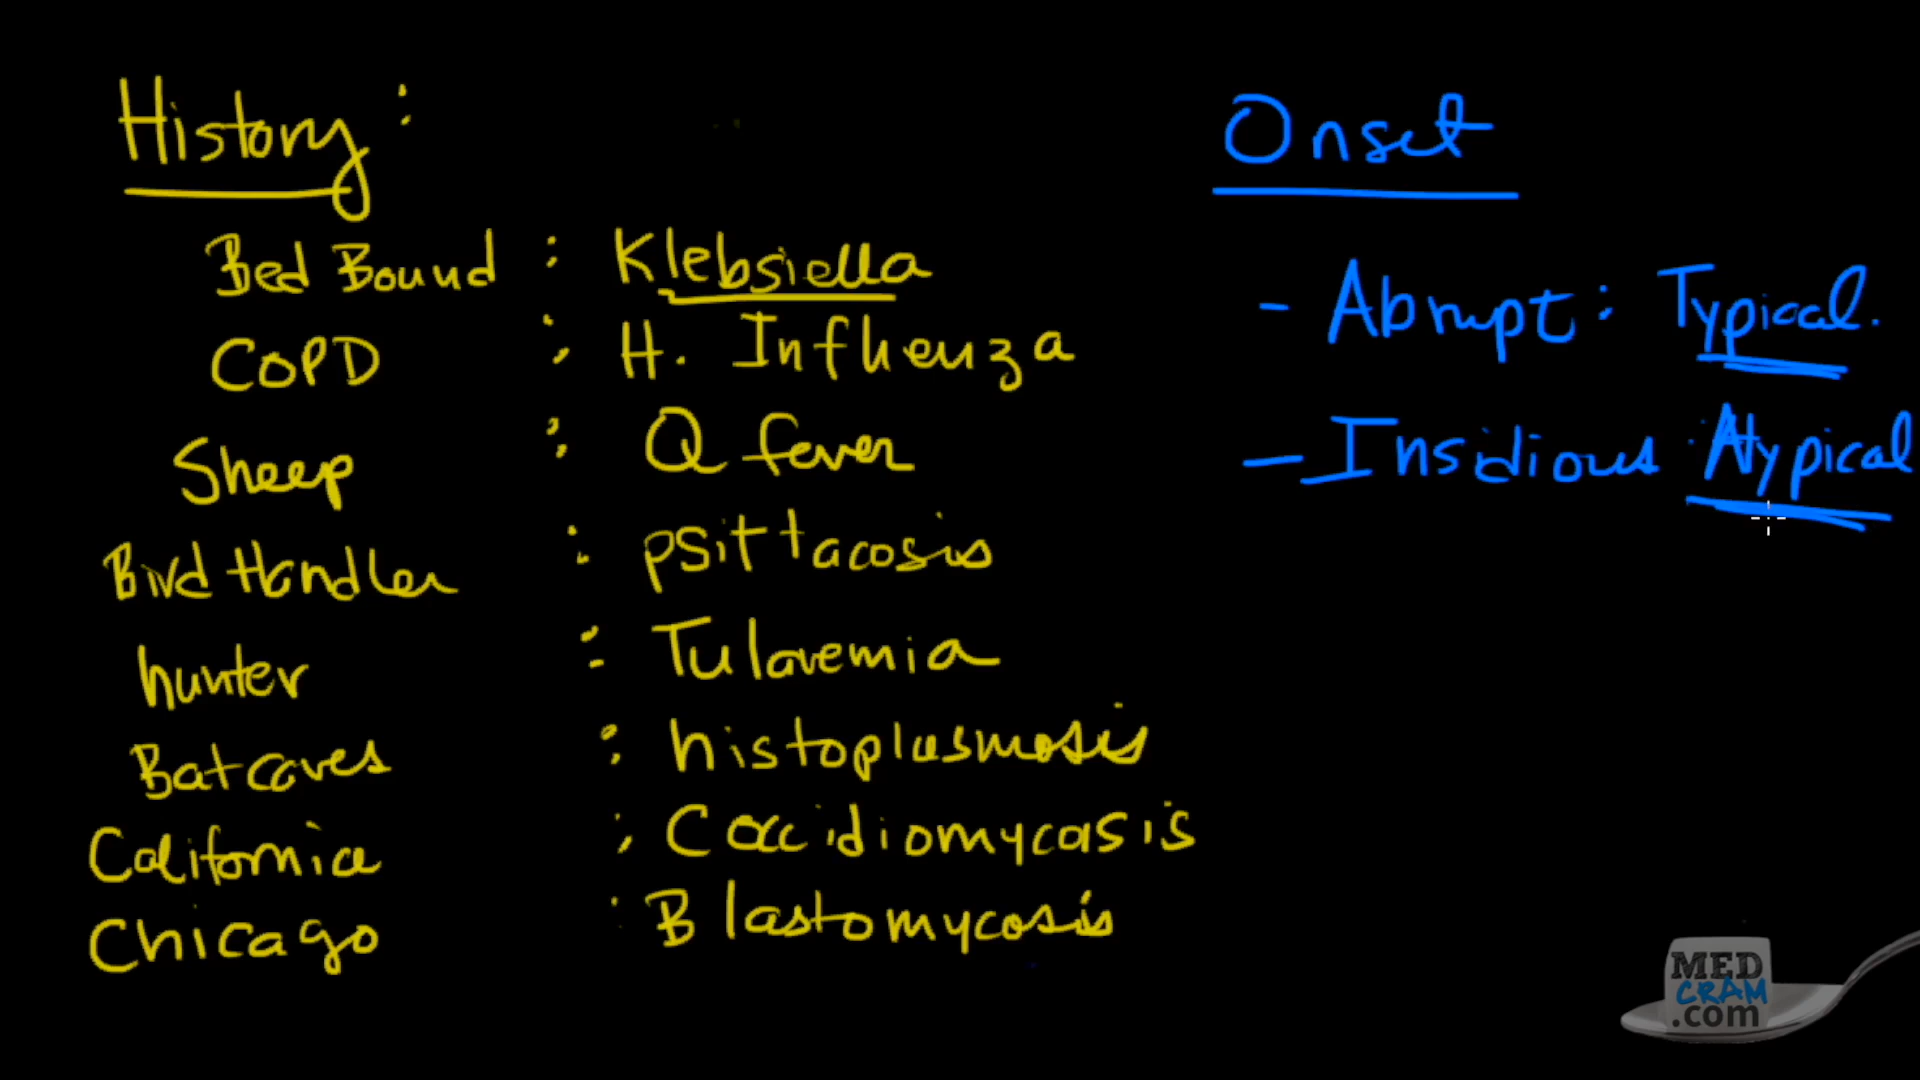 History:
Bed Bound : Klebsiella
COPD : H. Influenza
Sheep : Q fever
Bird Handler : psittacosis
hunter : Tularemia
Bat caves : histoplasmosis
California : Coccidiomycosis
Chicago : Blastomycosis
Onset
- Abrupt : Typical.
- Insidious : Atypical
MED
CRAM
.com